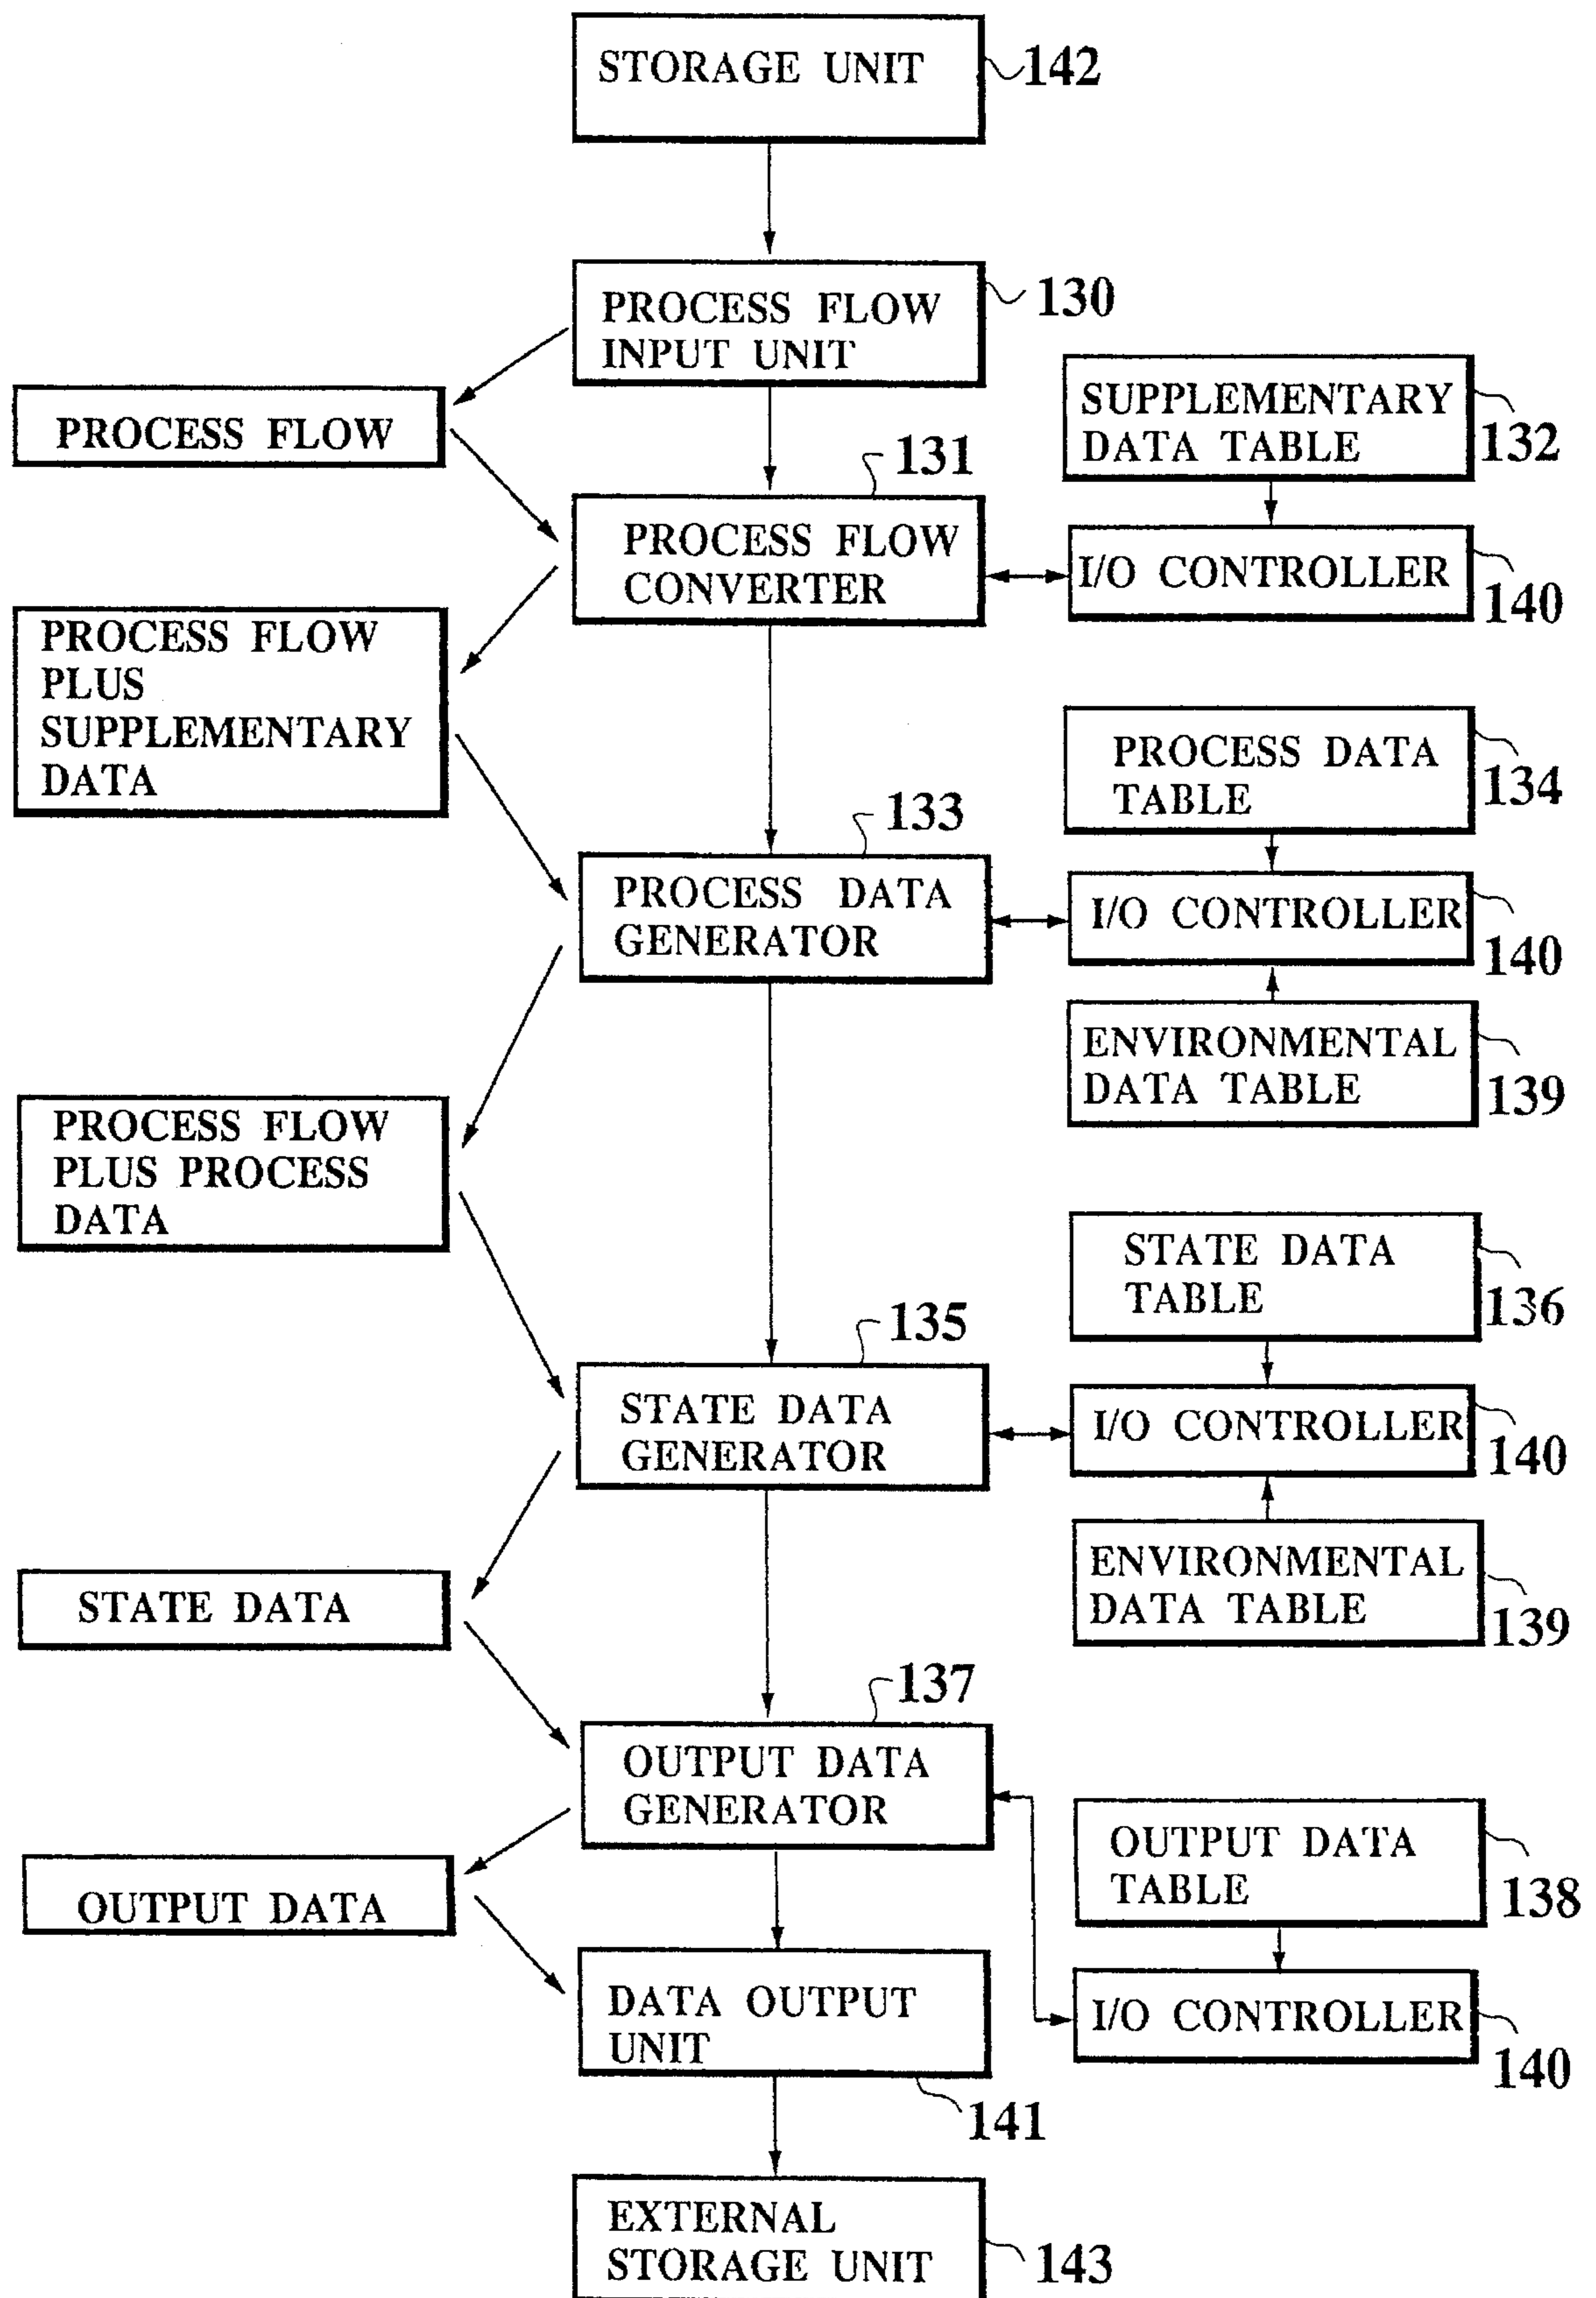 STORAGE UNIT
142
PROCESS FLOW
INPUT UNIT
130
PROCESS FLOW
SUPPLEMENTARY
DATA TABLE
132
131
PROCESS FLOW
CONVERTER
I/O CONTROLLER
140
PROCESS FLOW
PLUS
SUPPLEMENTARY
DATA
PROCESS DATA
TABLE
134
133
PROCESS DATA
GENERATOR
I/O CONTROLLER
140
ENVIRONMENTAL
DATA TABLE
139
PROCESS FLOW
PLUS PROCESS
DATA
STATE DATA
TABLE
136
135
STATE DATA
GENERATOR
I/O CONTROLLER
140
ENVIRONMENTAL
DATA TABLE
139
STATE DATA
137
OUTPUT DATA
GENERATOR
OUTPUT DATA
TABLE
138
OUTPUT DATA
DATA OUTPUT
UNIT
141
I/O CONTROLLER
140
EXTERNAL
STORAGE UNIT
143